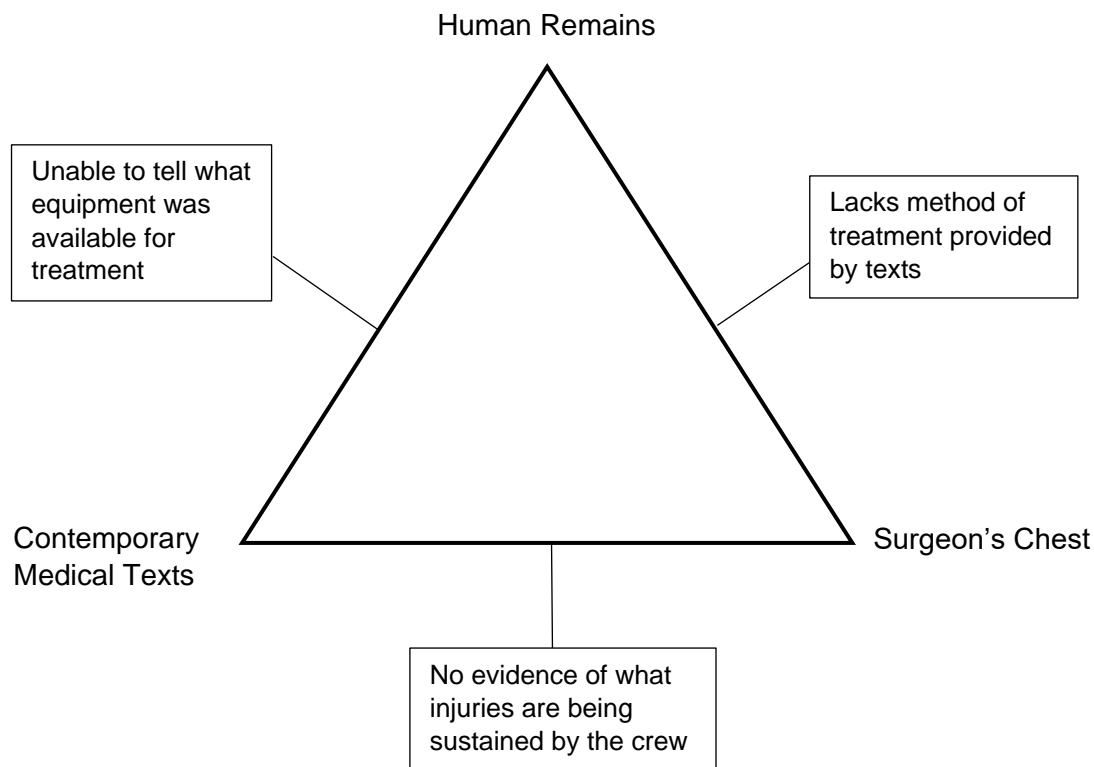 Human Remains
Unable to tell what
equipment was
available for
treatment
Lacks method of
treatment provided
by texts
Contemporary
Medical Texts
Surgeon’s Chest
No evidence of what
injuries are being
sustained by the crew